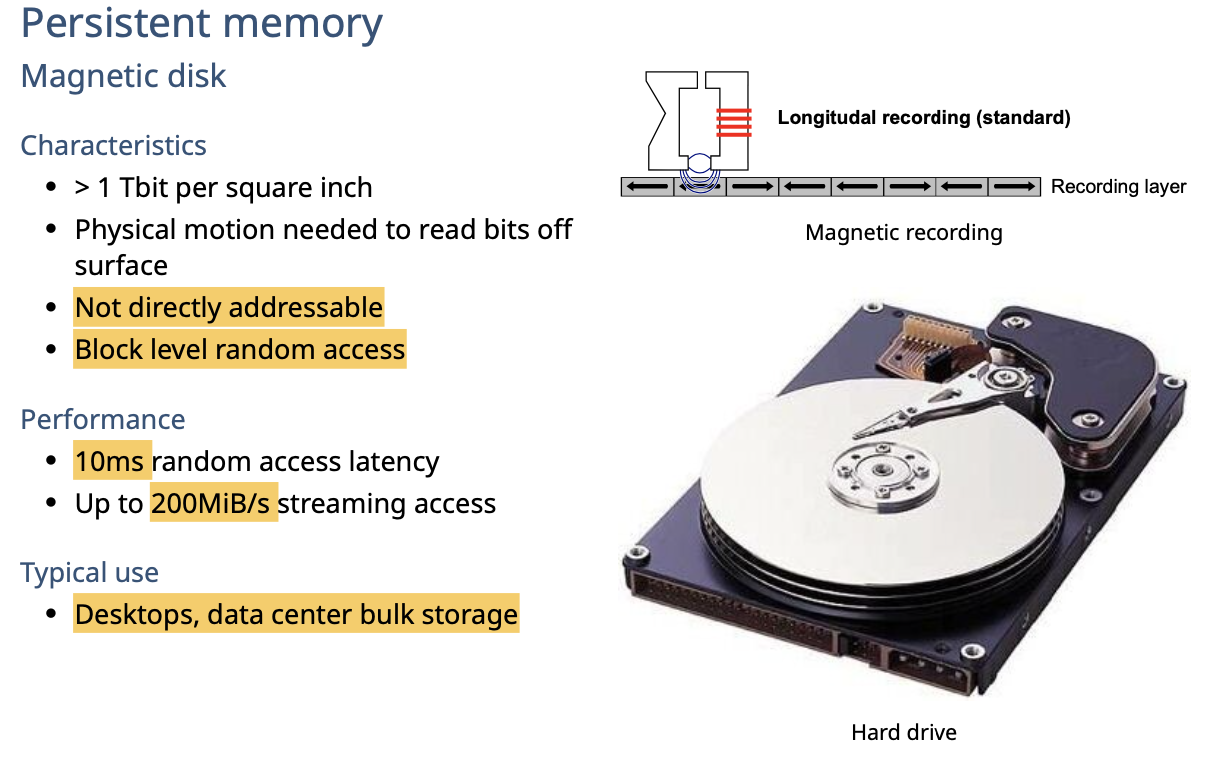 Persistent memory
Magnetic disk
Characteristics
• > 1 Tbit per square inch
• Physical motion needed to read bits off
surface
• Not directly addressable
• Block level random access
Performance
• 10ms random access latency
• Up to 200MiB/s streaming access
Typical use
• Desktops, data center bulk storage
Longitudal recording (standard)
Recording layer
Magnetic recording
Hard drive